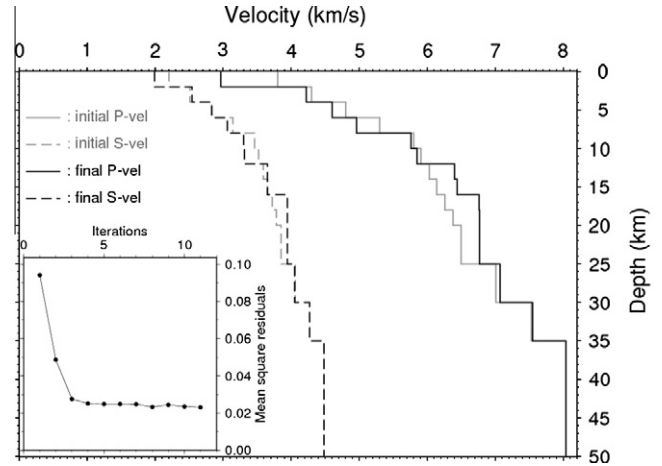 Velocity (km/s)
0 1 2 3 4 5 6 7 8
0
5
10
15
20
25
30
35
40
45
50
Depth (km)
: initial P-vel
: initial S-vel
: final P-vel
: final S-vel
Iterations
0 5 10
0.10
0.08
0.06
0.04
0.02
0.00
Mean square residuals